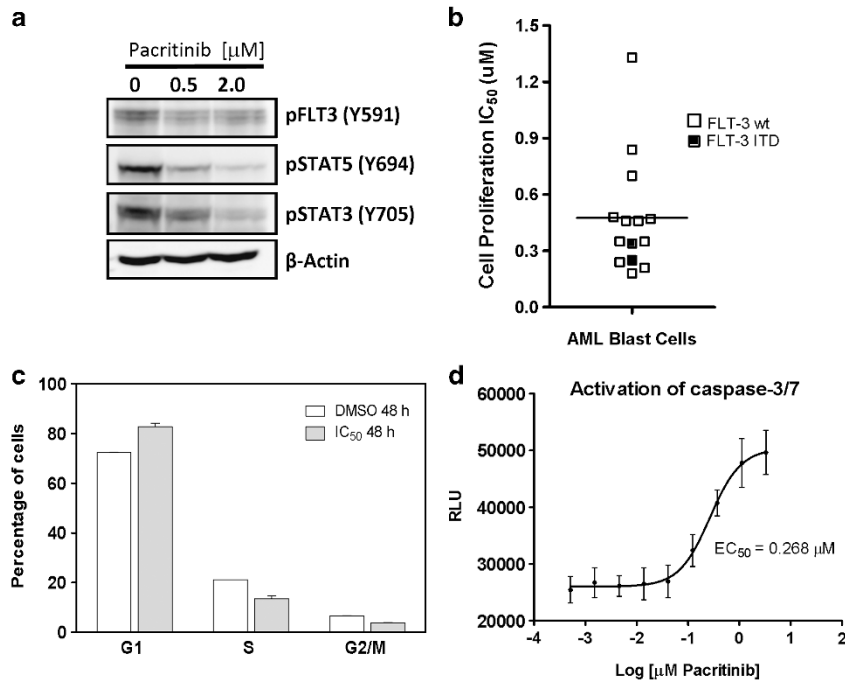 a
Pacritinib [μM]
0 0.5 2.0
pFLT3 (Y591)
pSTAT5 (Y694)
pSTAT3 (Y705)
β-Actin
b
Cell Proliferation IC50 (uM)
1.5
1.2
0.9
0.6
0.3
0.0
FLT-3 wt
FLT-3 ITD
AML Blast Cells
c
Percentage of cells
100
80
60
40
20
0
DMSO 48 h
IC50 48 h
G1 S G2/M
d
Activation of caspase-3/7
RLU
60000
50000
40000
30000
20000
EC50 = 0.268 μM
-4 -3 -2 -1 0 1 2
Log [μM Pacritinib]